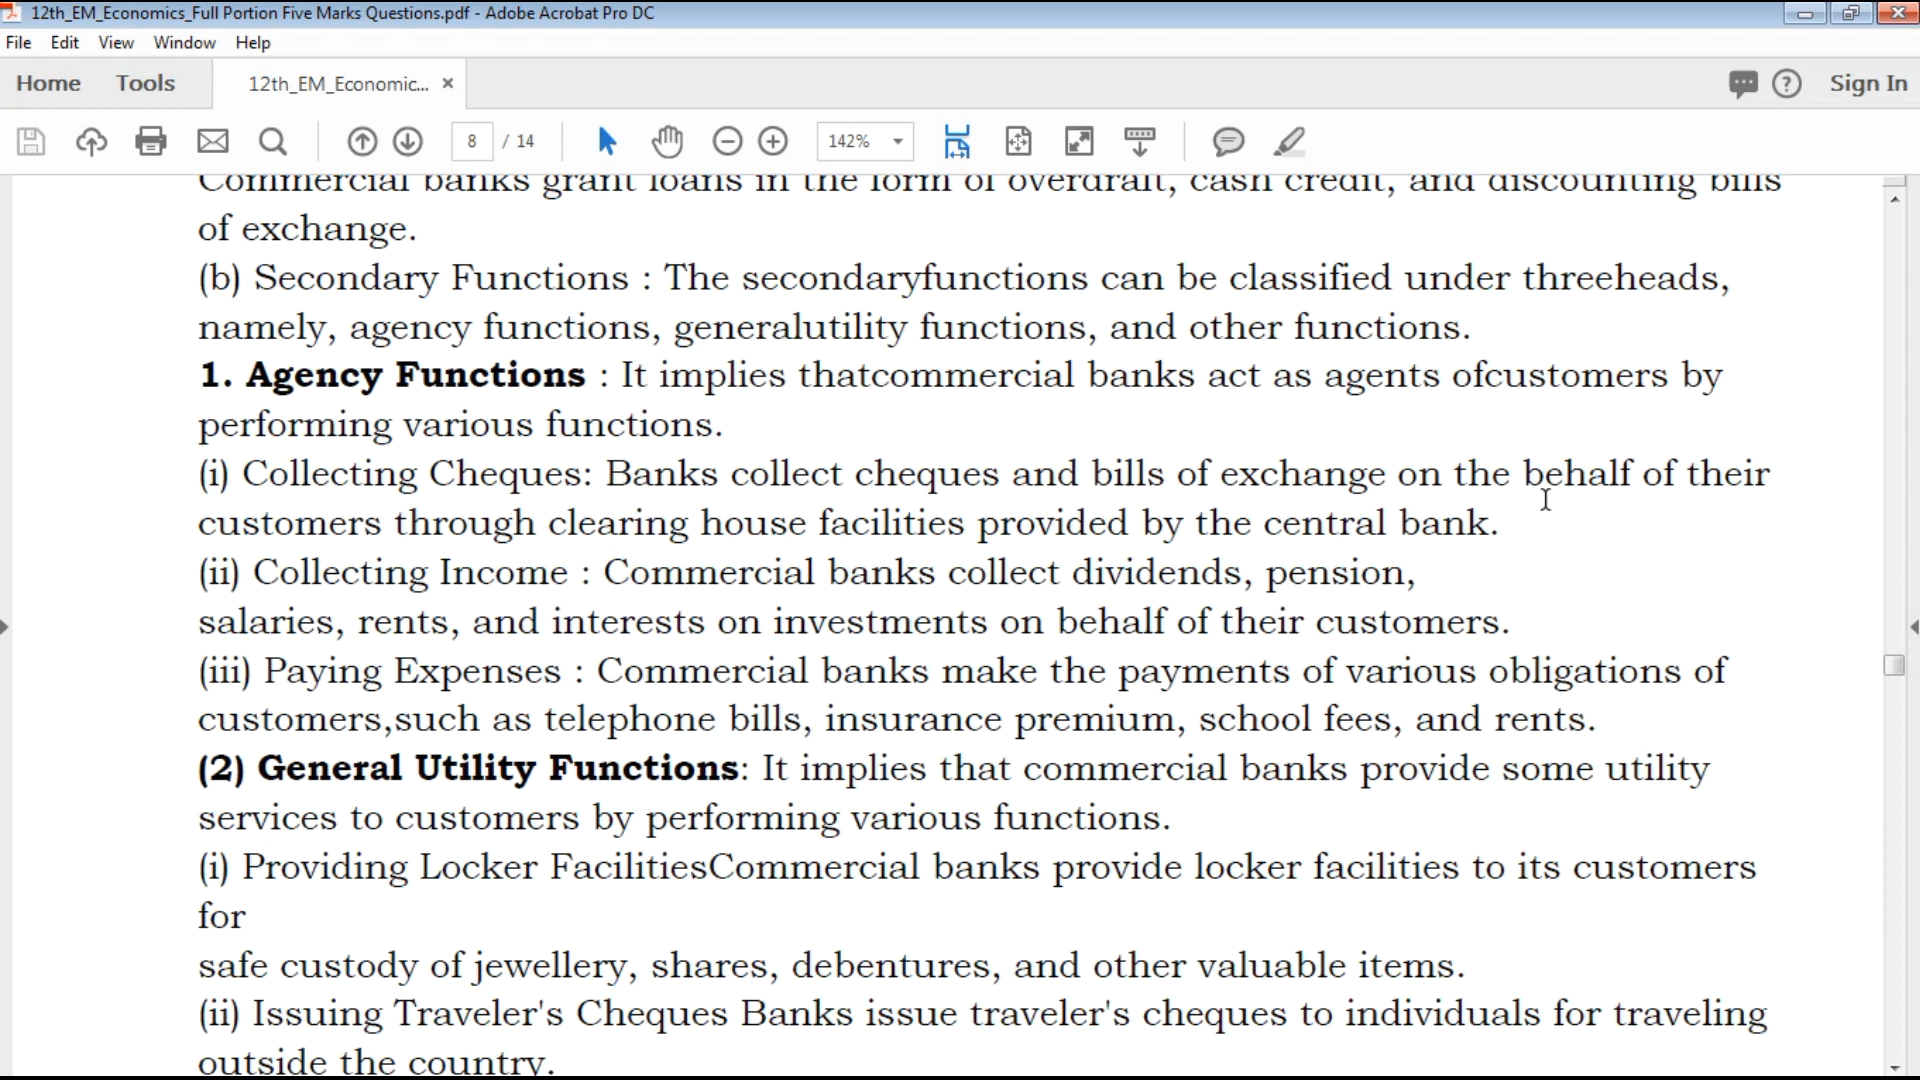 12th_EM_Economics_Full Portion Five Marks Questions.pdf - Adobe Acrobat Pro DC
File Edit View Window Help
Home Tools 12th_EM_Economic... × Sign In
8 / 14 142%
Commercial banks grant loans in the form of overdraft, cash credit, and discounting bills
of exchange.
(b) Secondary Functions : The secondaryfunctions can be classified under threeheads,
namely, agency functions, generalutility functions, and other functions.
1. Agency Functions : It implies thatcommercial banks act as agents ofcustomers by
performing various functions.
(i) Collecting Cheques: Banks collect cheques and bills of exchange on the behalf of their
customers through clearing house facilities provided by the central bank.
(ii) Collecting Income : Commercial banks collect dividends, pension,
salaries, rents, and interests on investments on behalf of their customers.
(iii) Paying Expenses : Commercial banks make the payments of various obligations of
customers,such as telephone bills, insurance premium, school fees, and rents.
(2) General Utility Functions: It implies that commercial banks provide some utility
services to customers by performing various functions.
(i) Providing Locker FacilitiesCommercial banks provide locker facilities to its customers
for
safe custody of jewellery, shares, debentures, and other valuable items.
(ii) Issuing Traveler's Cheques Banks issue traveler's cheques to individuals for traveling
outside the country.